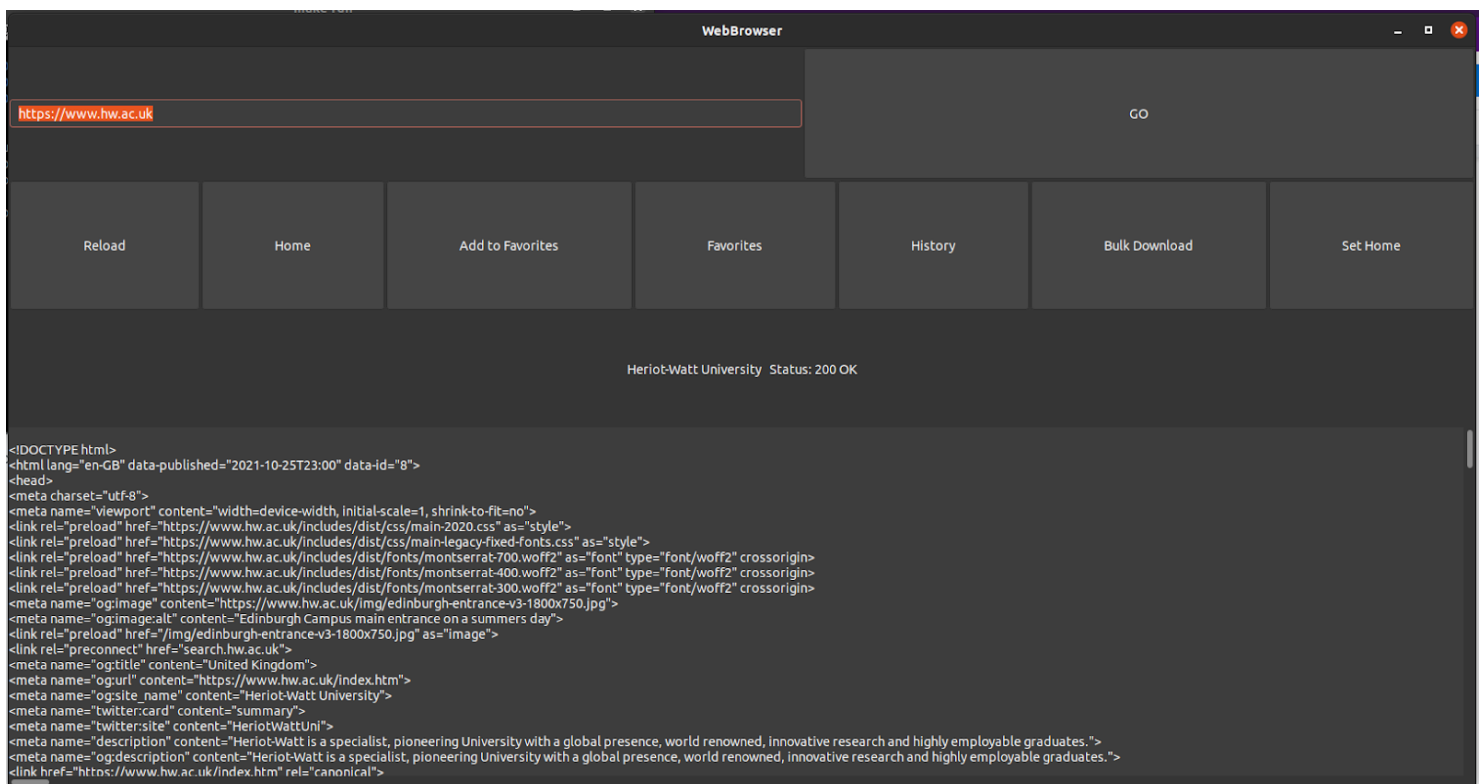 make run
WebBrowser
https://www.hw.ac.uk
GO
Reload Home Add to Favorites Favorites History Bulk Download Set Home
Heriot-Watt University Status: 200 OK
<!DOCTYPE html>
<html lang="en-GB" data-published="2021-10-25T23:00" data-id="8">
<head>
<meta charset="utf-8">
<meta name="viewport" content="width=device-width, initial-scale=1, shrink-to-fit=no">
<link rel="preload" href="https://www.hw.ac.uk/includes/dist/css/main-2020.css" as="style">
<link rel="preload" href="https://www.hw.ac.uk/includes/dist/css/main-legacy-fixed-fonts.css" as="style">
<link rel="preload" href="https://www.hw.ac.uk/includes/dist/fonts/montserrat-700.woff2" as="font" type="font/woff2" crossorigin>
<link rel="preload" href="https://www.hw.ac.uk/includes/dist/fonts/montserrat-400.woff2" as="font" type="font/woff2" crossorigin>
<link rel="preload" href="https://www.hw.ac.uk/includes/dist/fonts/montserrat-300.woff2" as="font" type="font/woff2" crossorigin>
<meta name="og:image" content="https://www.hw.ac.uk/img/edinburgh-entrance-v3-1800x750.jpg">
<meta name="og:image:alt" content="Edinburgh Campus main entrance on a summers day">
<link rel="preload" href="/img/edinburgh-entrance-v3-1800x750.jpg" as="image">
<link rel="preconnect" href="search.hw.ac.uk">
<meta name="og:title" content="United Kingdom">
<meta name="og:url" content="https://www.hw.ac.uk/index.htm">
<meta name="og:site_name" content="Heriot-Watt University">
<meta name="twitter:card" content="summary">
<meta name="twitter:site" content="HeriotWattUni">
<meta name="description" content="Heriot-Watt is a specialist, pioneering University with a global presence, world renowned, innovative research and highly employable graduates.">
<meta name="og:description" content="Heriot-Watt is a specialist, pioneering University with a global presence, world renowned, innovative research and highly employable graduates.">
<link href="https://www.hw.ac.uk/index.htm" rel="canonical">